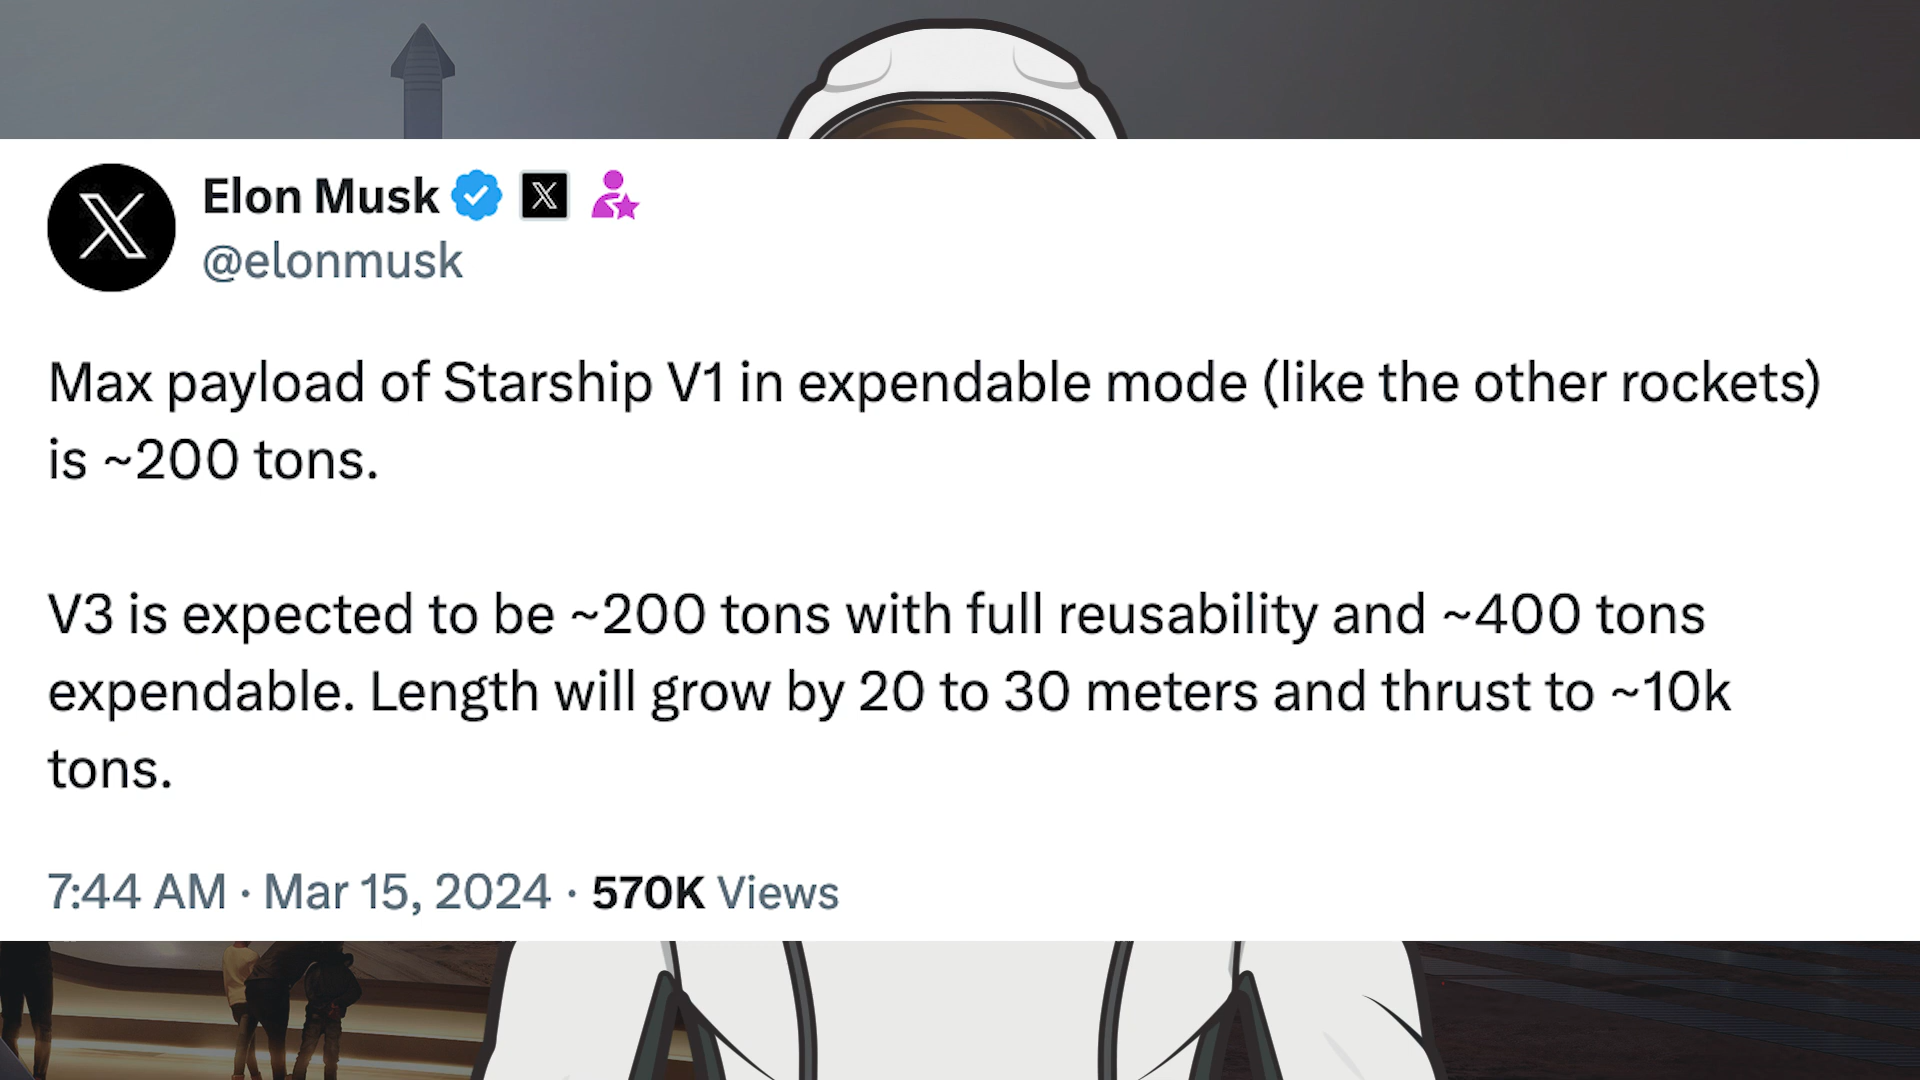 Elon Musk
@elonmusk
Max payload of Starship V1 in expendable mode (like the other rockets)
is ~200 tons.
V3 is expected to be ~200 tons with full reusability and ~400 tons
expendable. Length will grow by 20 to 30 meters and thrust to ~10k
tons.
7:44 AM · Mar 15, 2024 · 570K Views